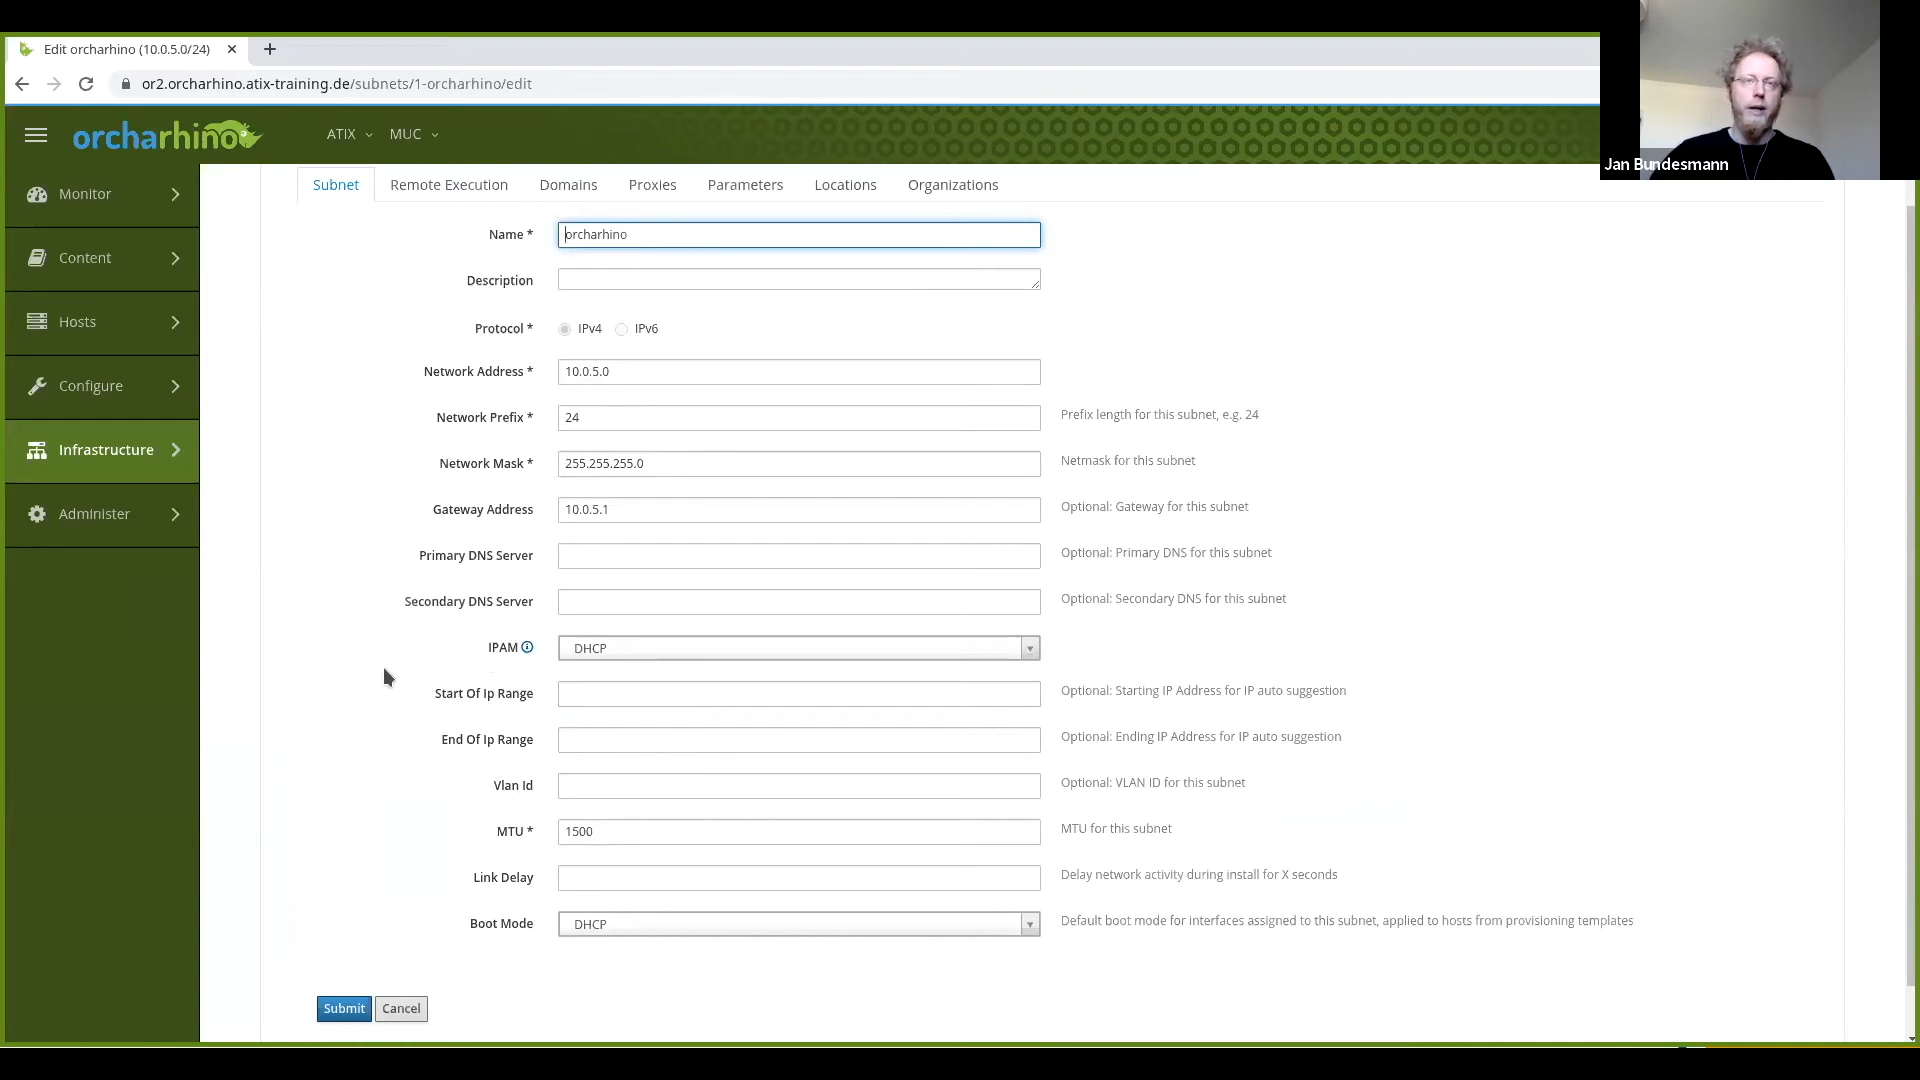 Edit orcharhino (10.0.5.0/24)
or2.orcharhino.atix-training.de/subnets/1-orcharhino/edit
Jan Bundesmann
orcharhino ATIX MUC
Monitor
Content
Hosts
Configure
Infrastructure
Administer
Subnet Remote Execution Domains Proxies Parameters Locations Organizations
Name * orcharhino
Description
Protocol * IPv4 IPv6
Network Address * 10.0.5.0
Network Prefix * 24 Prefix length for this subnet, e.g. 24
Network Mask * 255.255.255.0 Netmask for this subnet
Gateway Address 10.0.5.1 Optional: Gateway for this subnet
Primary DNS Server Optional: Primary DNS for this subnet
Secondary DNS Server Optional: Secondary DNS for this subnet
IPAM DHCP
Start Of Ip Range Optional: Starting IP Address for IP auto suggestion
End Of Ip Range Optional: Ending IP Address for IP auto suggestion
Vlan Id Optional: VLAN ID for this subnet
MTU * 1500 MTU for this subnet
Link Delay Delay network activity during install for X seconds
Boot Mode DHCP Default boot mode for interfaces assigned to this subnet, applied to hosts from provisioning templates
Submit Cancel